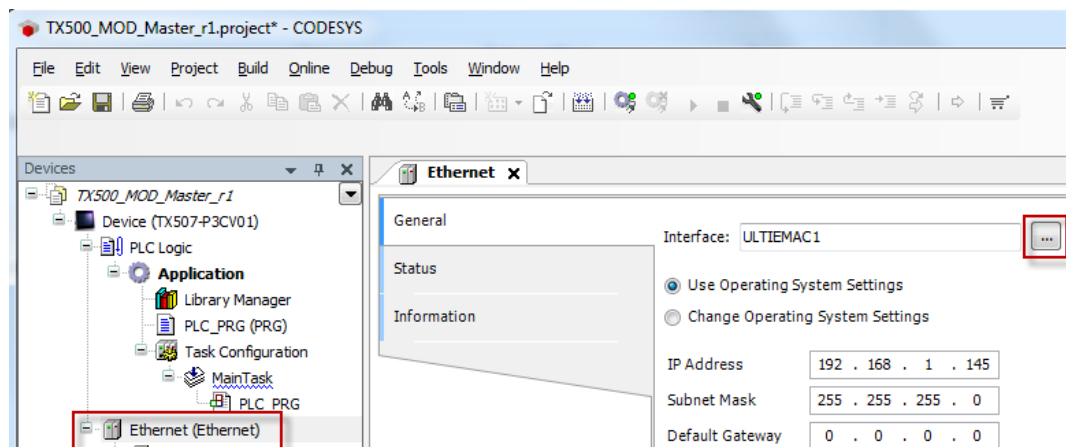 TX500_MOD_Master_r1.project* - CODESYS
File Edit View Project Build Online Debug Tools Window Help
Devices
TX500_MOD_Master_r1
Device (TX507-P3CV01)
PLC Logic
Application
Library Manager
PLC_PRG (PRG)
Task Configuration
MainTask
PLC_PRG
Ethernet (Ethernet)
Ethernet
General
Status
Information
Interface: ULTIEMAC1 ...
Use Operating System Settings
Change Operating System Settings
IP Address 192 . 168 . 1 . 145
Subnet Mask 255 . 255 . 255 . 0
Default Gateway 0 . 0 . 0 . 0